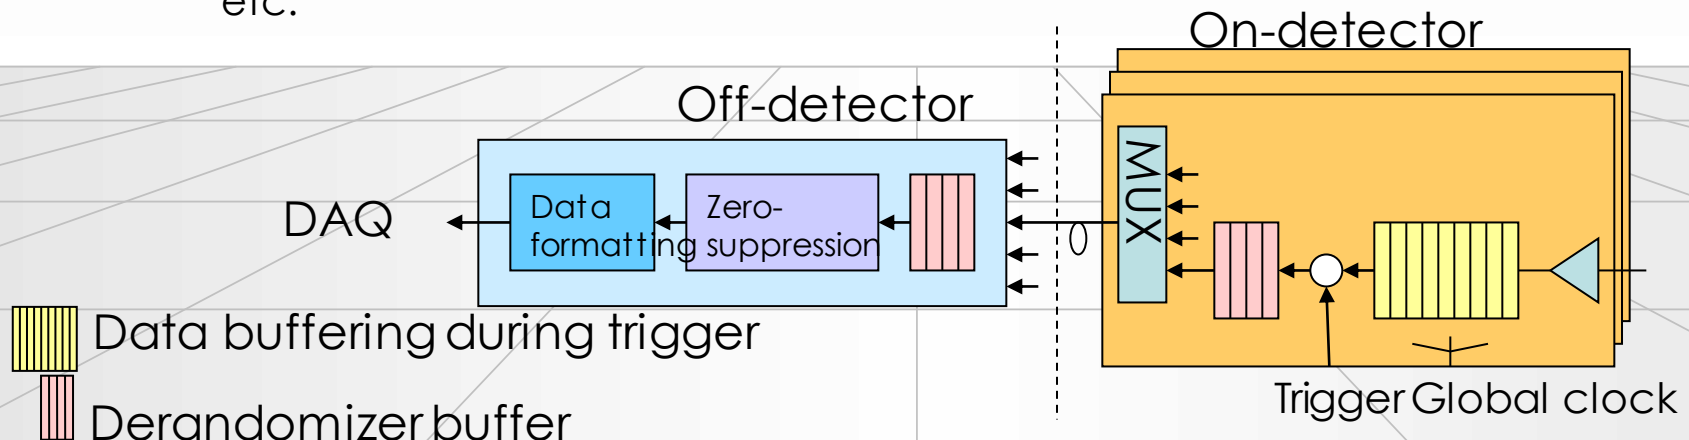 etc.
On-detector
Off-detector
MUX
DAQ
Data
formatting
Zero-
suppression
Data buffering during trigger
Trigger Global clock
Derandomizer buffer